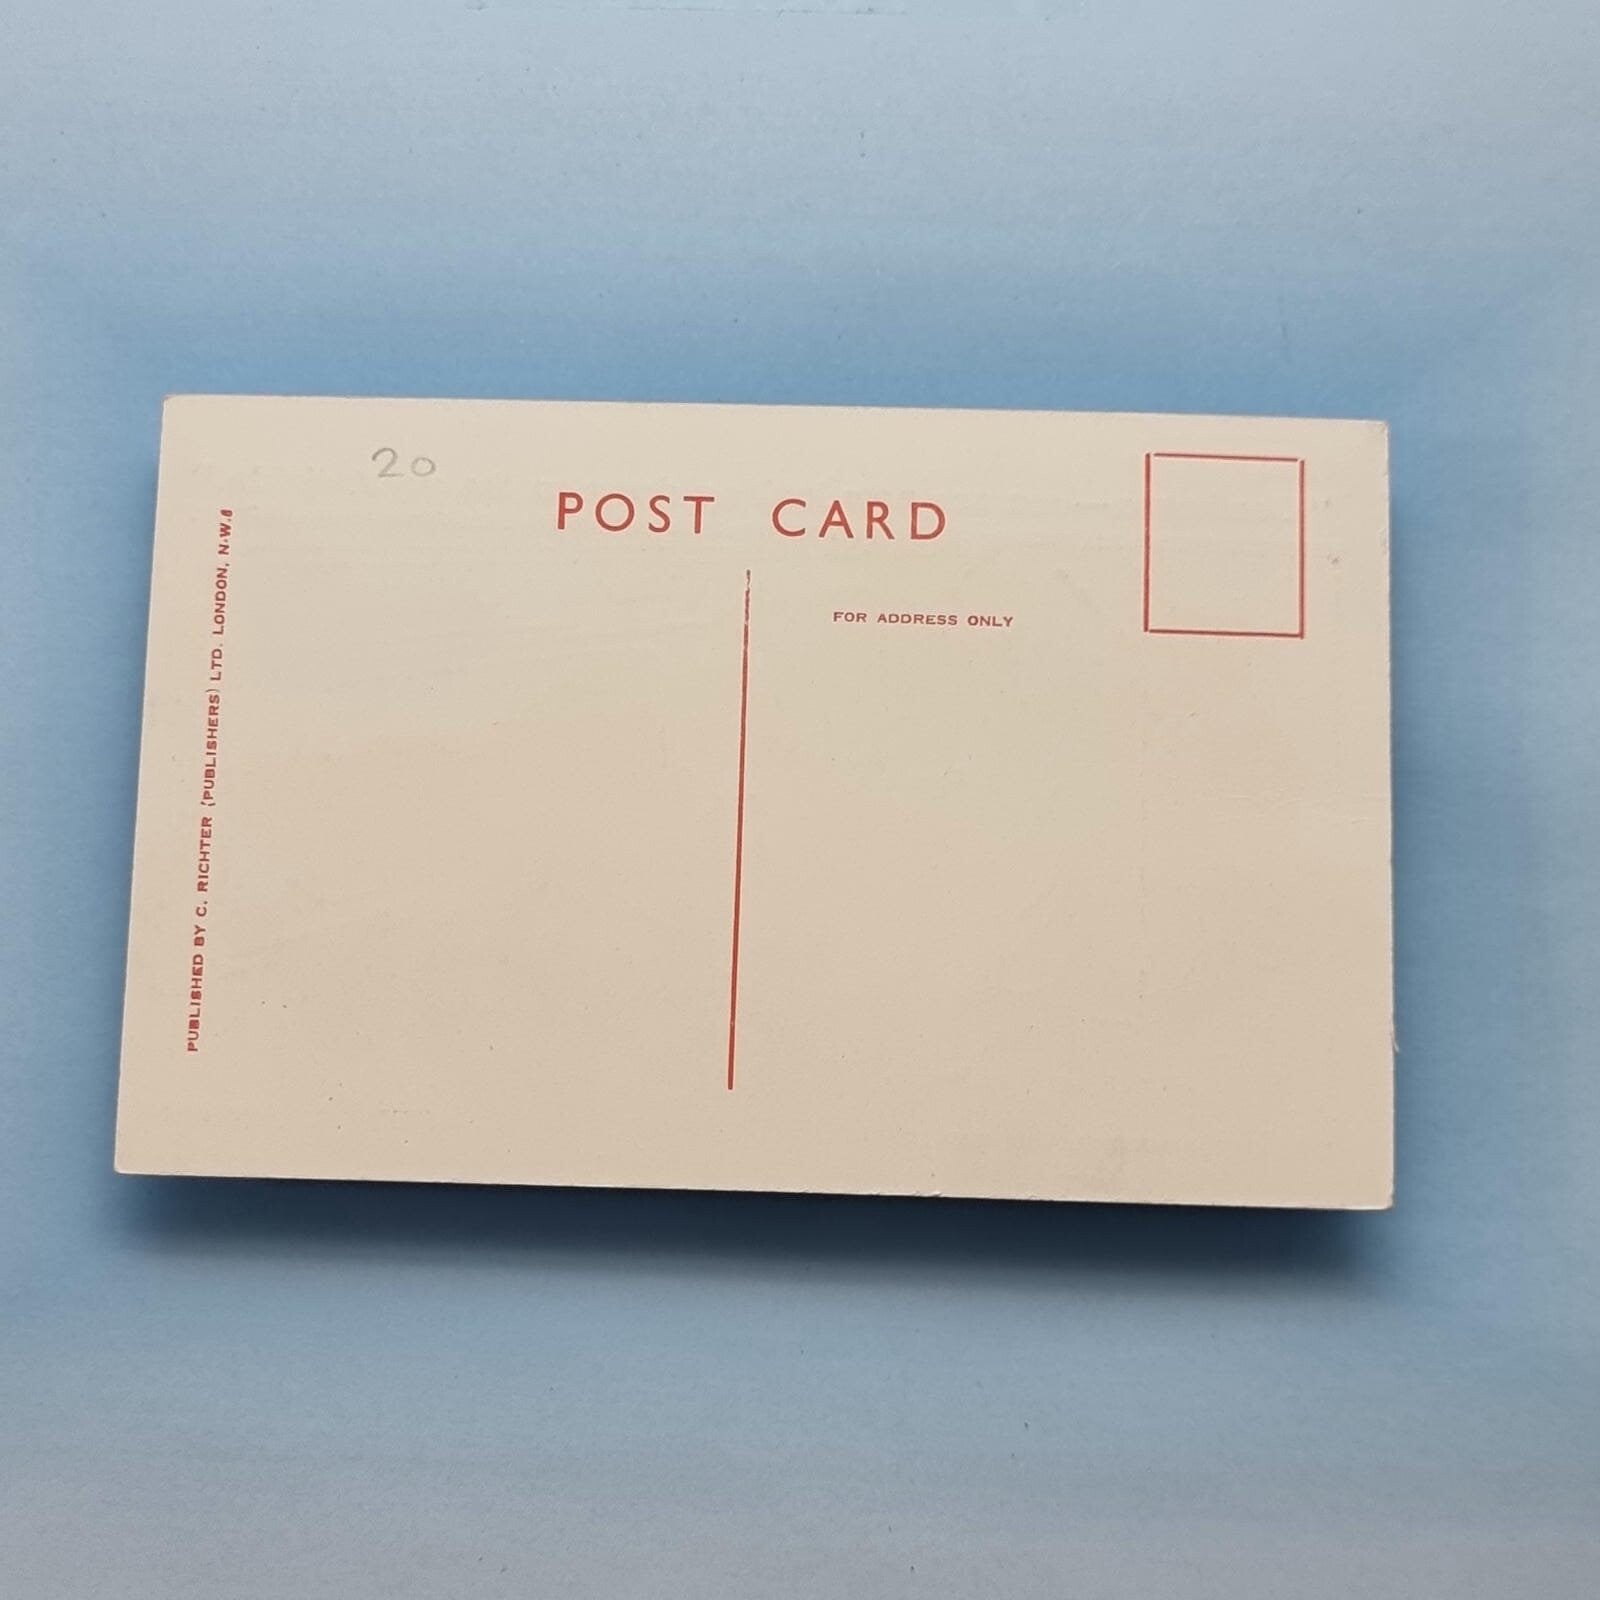 20
POST CARD
FOR ADDRESS ONLY
PUBLISHED BY C. RICHTER (PUBLISHERS) LTD. LONDON, N.W.6